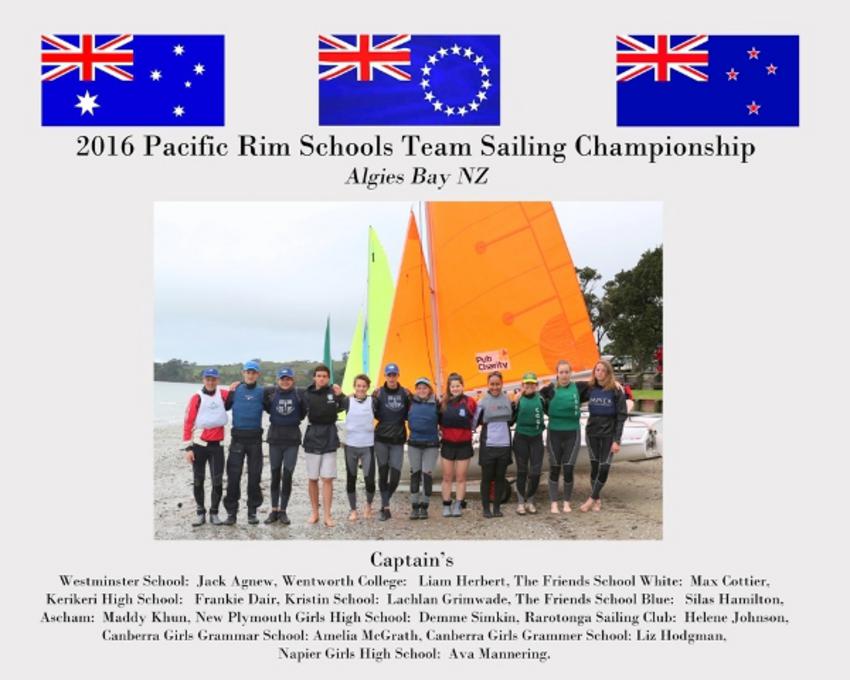 2016 Pacific Rim Schools Team Sailing Championship
Algies Bay NZ
1
Pub
Charity
Captain's
Westminster School: Jack Agnew, Wentworth College: Liam Herbert, The Friends School White: Max Cottier,
Kerikeri High School: Frankie Dair, Kristin School: Lachlan Grimwade, The Friends School Blue: Silas Hamilton,
Ascham: Maddy Khun, New Plymouth Girls High School: Demme Simkin, Rarotonga Sailing Club: Helene Johnson,
Canberra Girls Grammar School: Amelia McGrath, Canberra Girls Grammer School: Liz Hodgman,
Napier Girls High School: Ava Mannering.